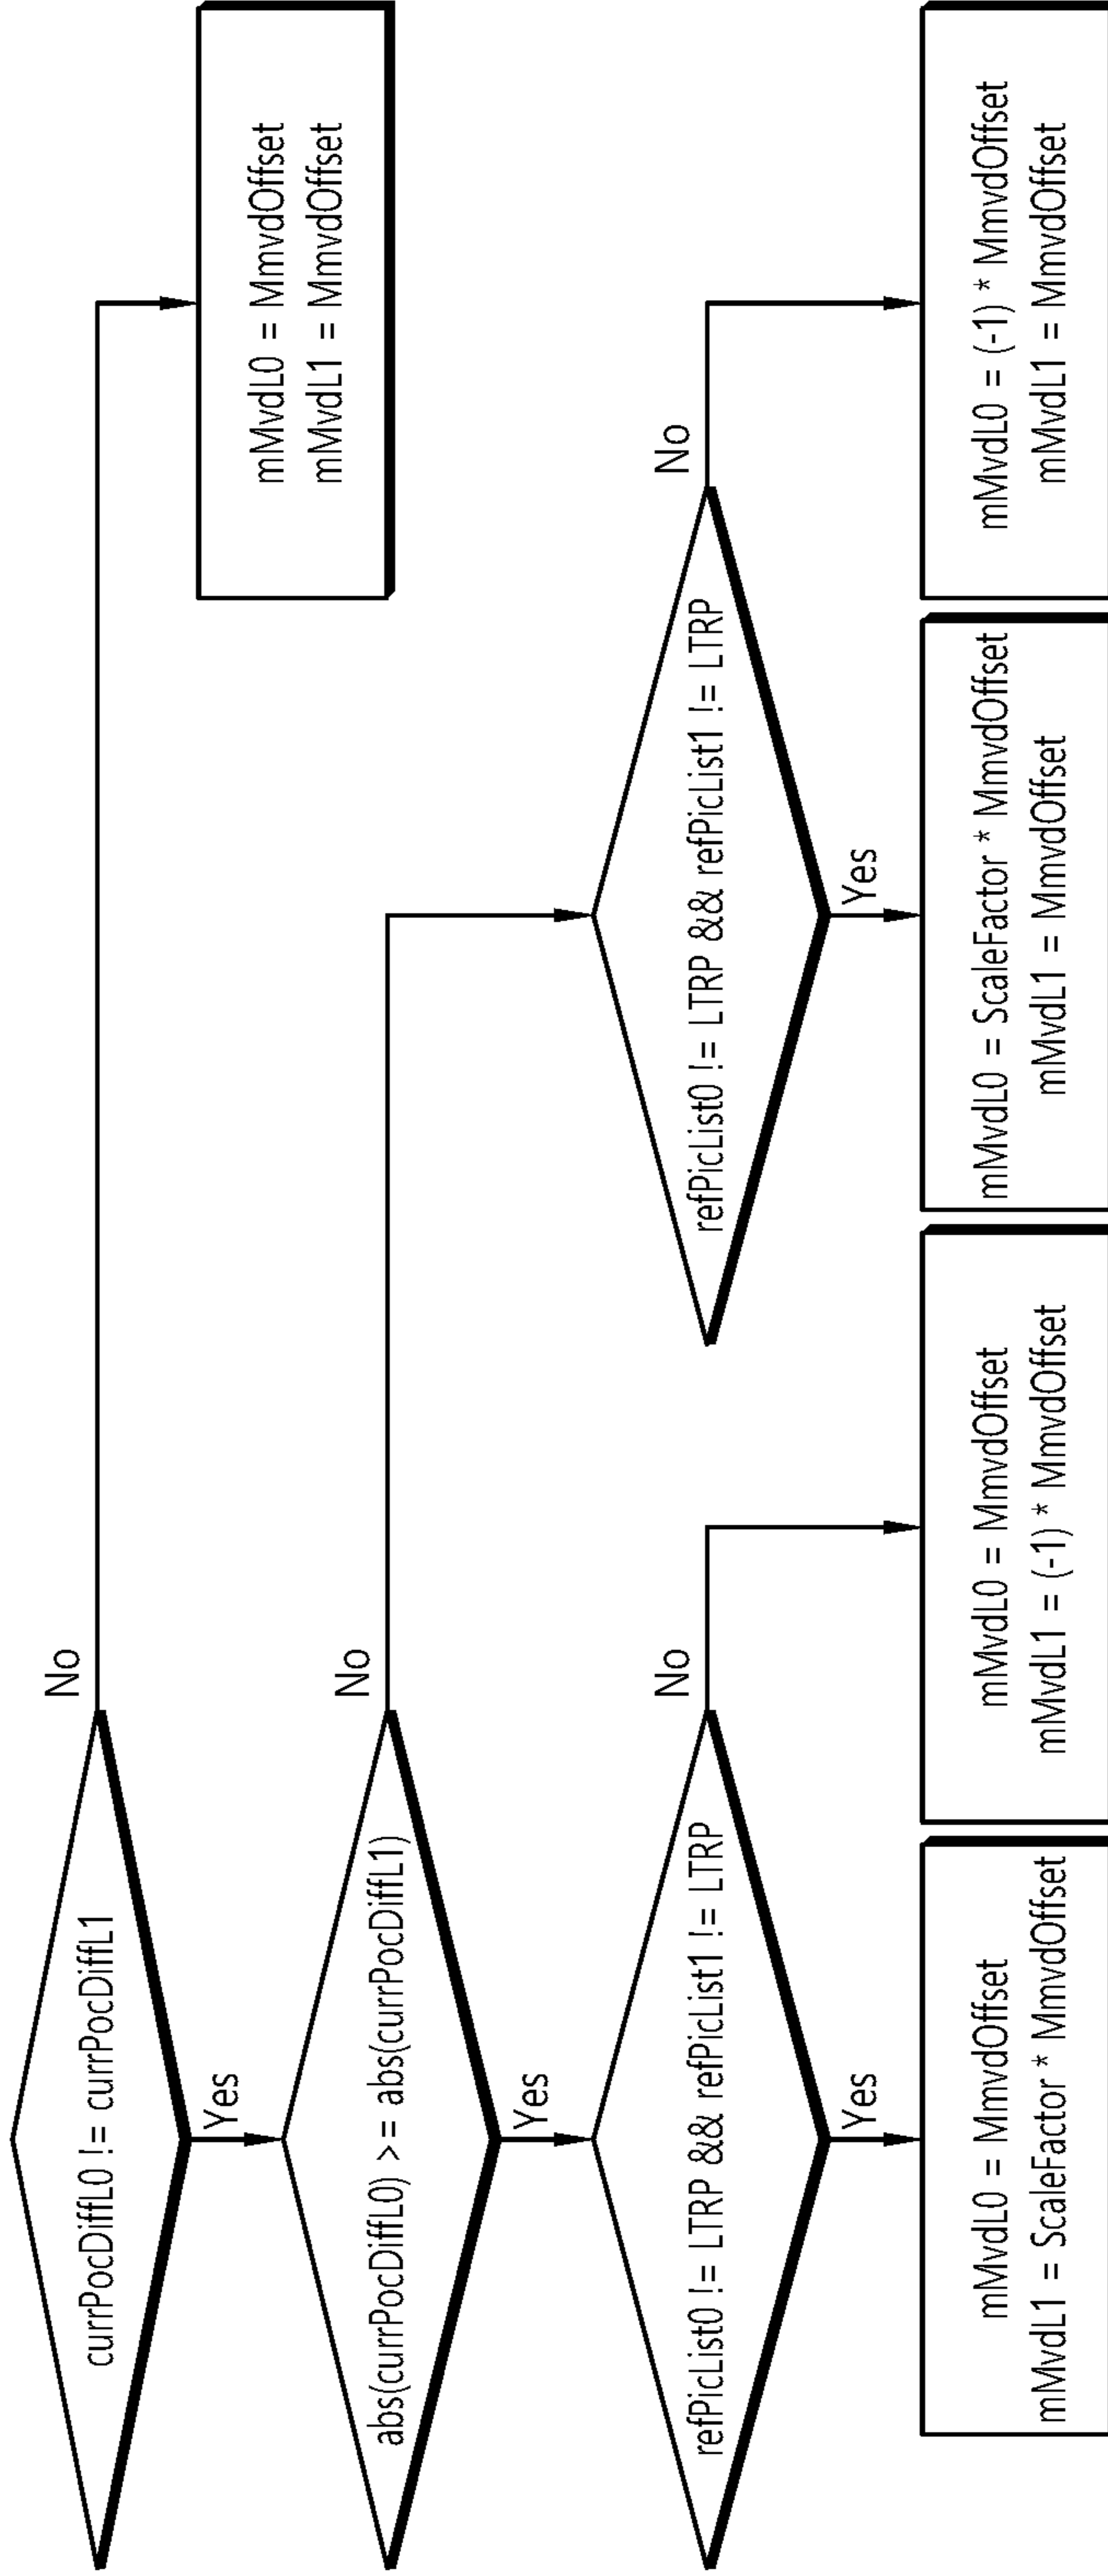 currPocDiffL0 != currPocDiffL1
No
Yes
mMvdL0 = MmvdOffset
mMvdL1 = MmvdOffset
abs(currPocDiffL0) >= abs(currPocDiffL1)
No
Yes
refPicList0 != LTRP && refPicList1 != LTRP
No
Yes
refPicList0 != LTRP && refPicList1 != LTRP
No
Yes
mMvdL0 = MmvdOffset
mMvdL1 = ScaleFactor * MmvdOffset
mMvdL0 = MmvdOffset
mMvdL1 = (-1) * MmvdOffset
mMvdL0 = ScaleFactor * MmvdOffset
mMvdL1 = MmvdOffset
mMvdL0 = (-1) * MmvdOffset
mMvdL1 = MmvdOffset